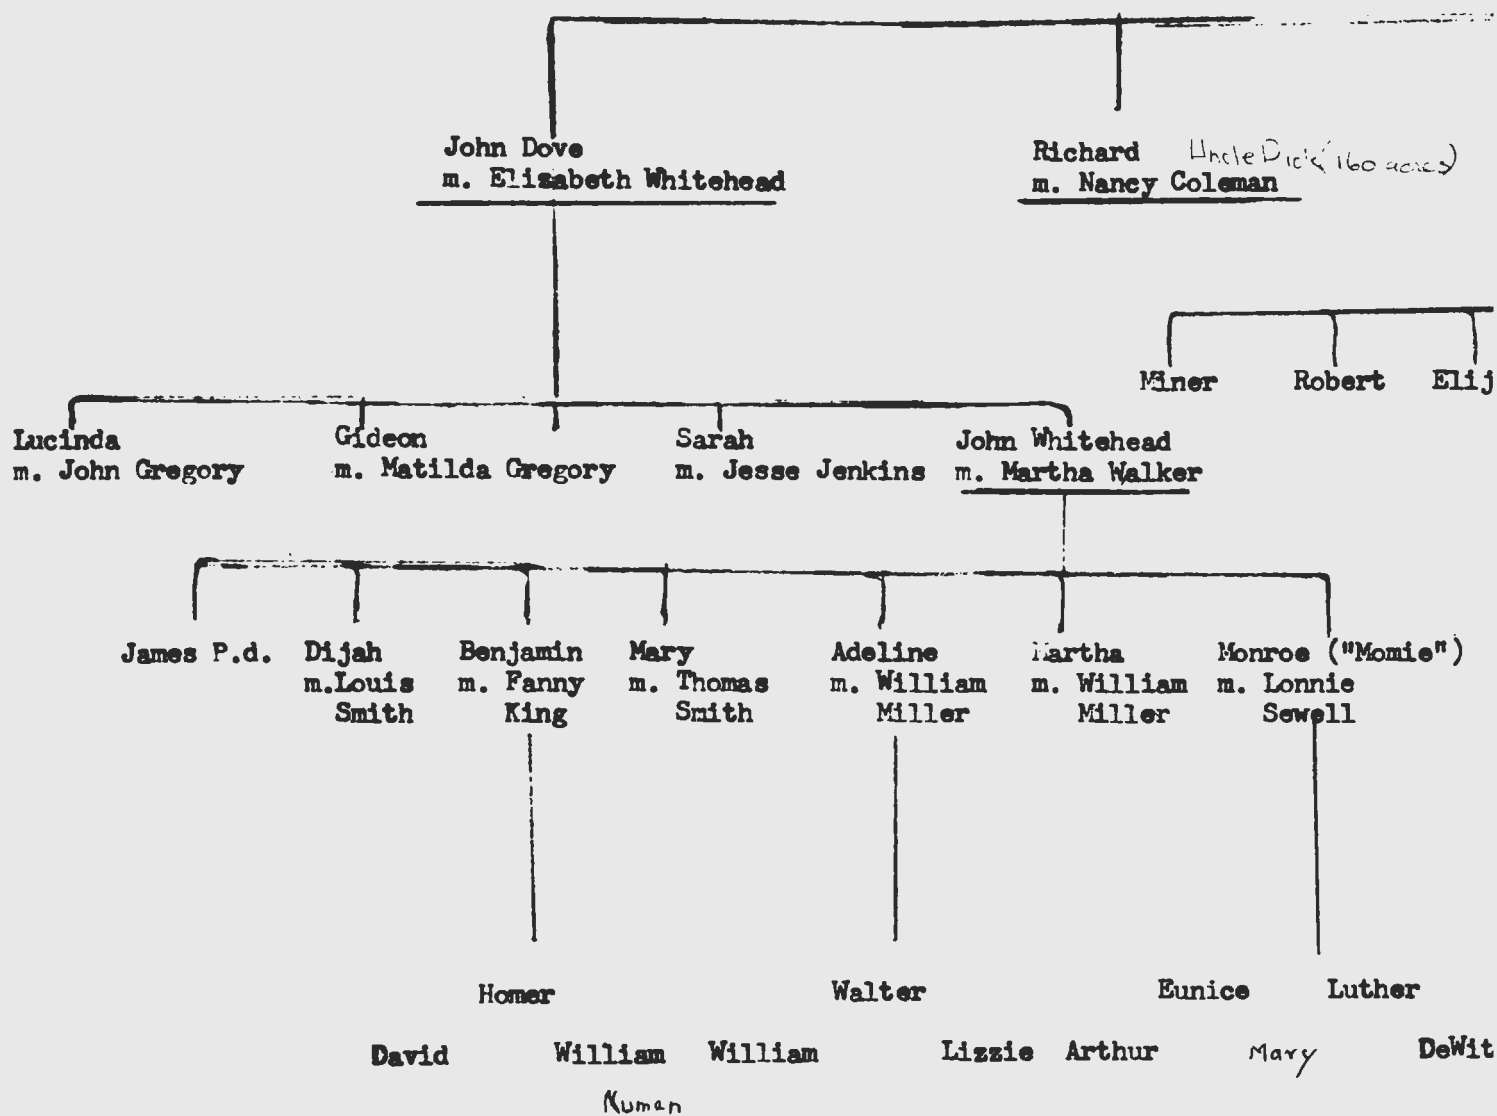 John Dove
m. Elizabeth Whitehead
Richard Uncle Dick (160 acres)
m. Nancy Coleman
Miner Robert Elij
Lucinda
m. John Gregory
Gideon
m. Matilda Gregory
Sarah
m. Jesse Jenkins
John Whitehead
m. Martha Walker
James P.d.
Dijah
m.Louis
Smith
Benjamin
m. Fanny
King
Mary
m. Thomas
Smith
Adeline
m. William
Miller
Martha
m. William
Miller
Monroe ("Momie")
m. Lonnie
Sewell
Homer Walter Eunice Luther
David William William Lizzie Arthur Mary DeWit
Numan